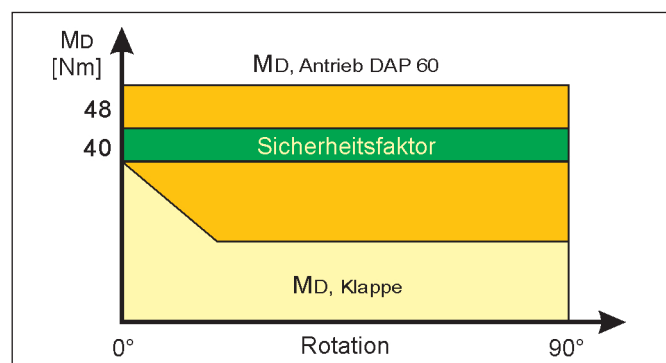 MD
[Nm]
MD, Antrieb DAP 60
48
40
Sicherheitsfaktor
MD, Klappe
0°
Rotation
90°